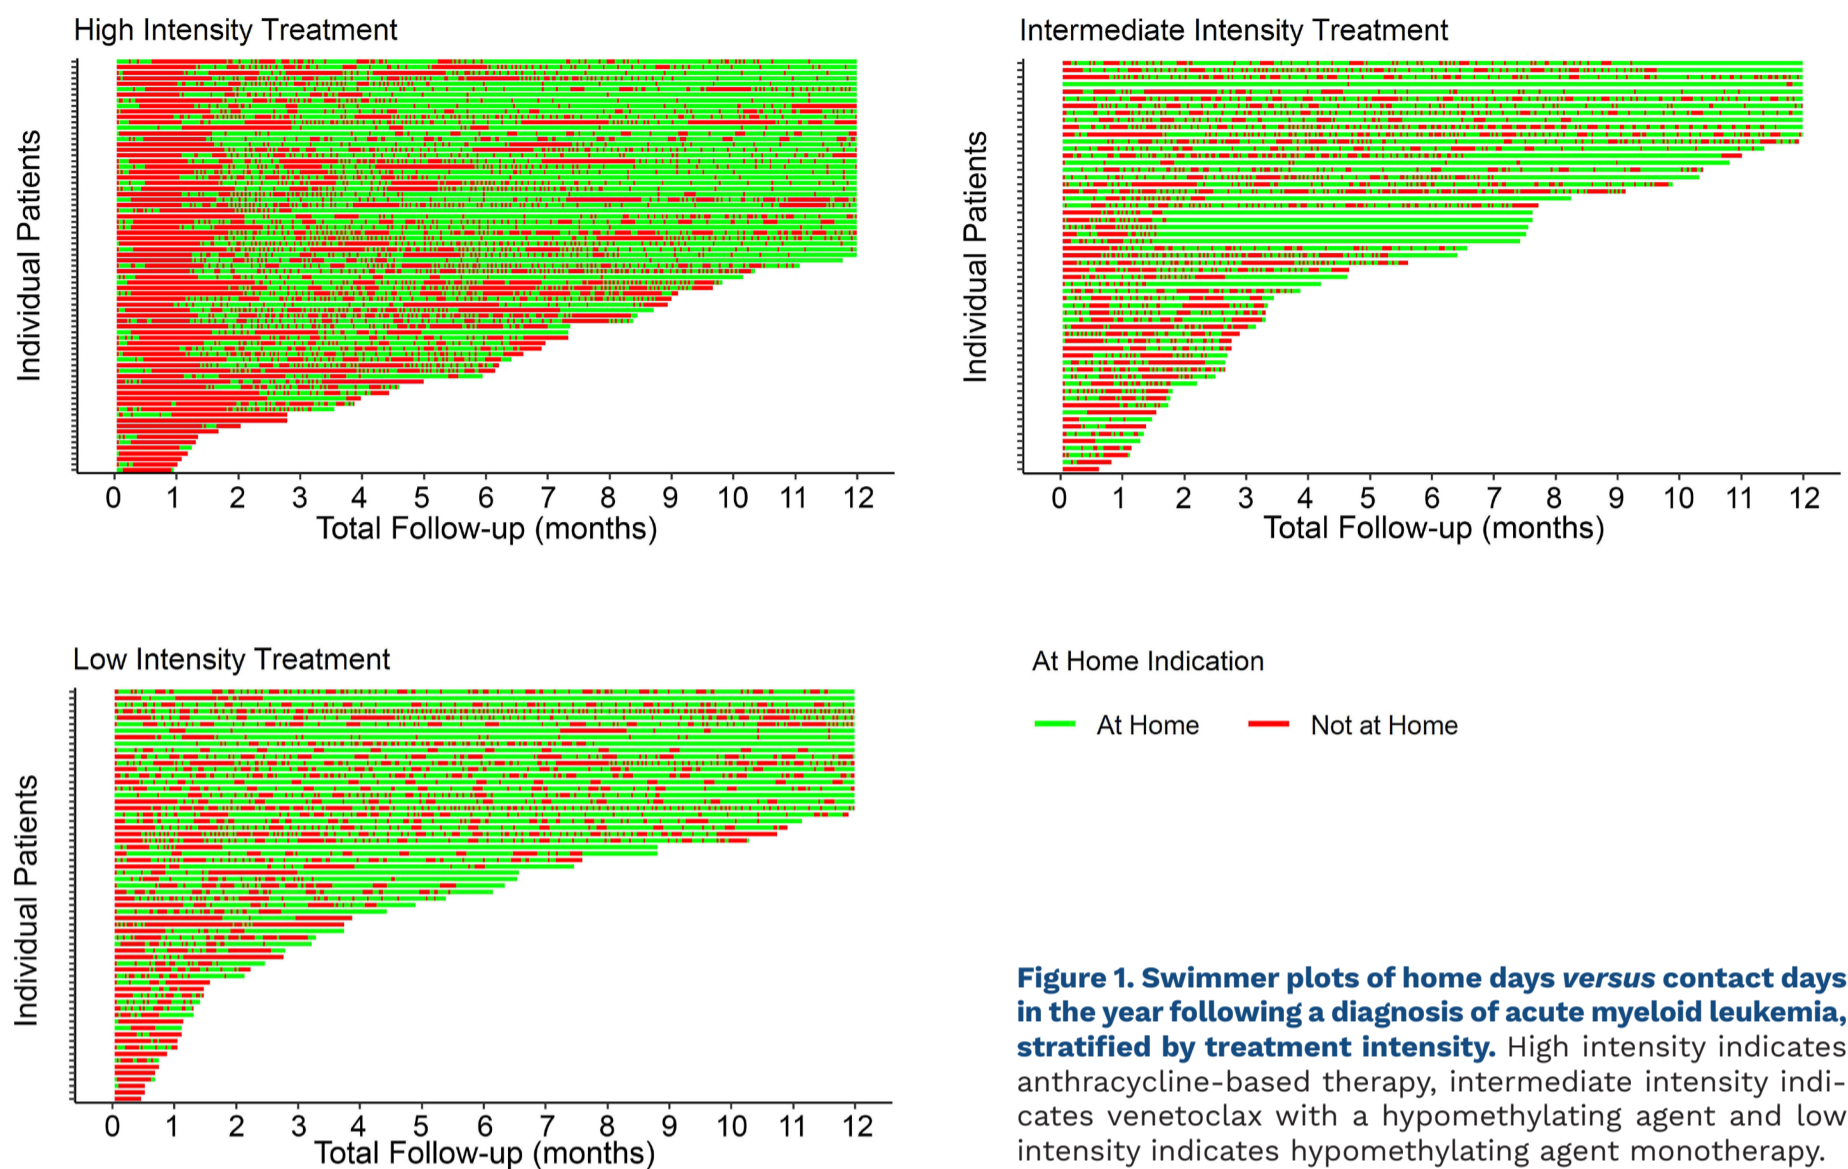 High Intensity Treatment
Individual Patients
0 1 2 3 4 5 6 7 8 9 10 11 12
Total Follow-up (months)
Intermediate Intensity Treatment
Individual Patients
0 1 2 3 4 5 6 7 8 9 10 11 12
Total Follow-up (months)
Low Intensity Treatment
Individual Patients
0 1 2 3 4 5 6 7 8 9 10 11 12
Total Follow-up (months)
At Home Indication
At Home Not at Home
Figure 1. Swimmer plots of home days versus contact days
in the year following a diagnosis of acute myeloid leukemia,
stratified by treatment intensity. High intensity indicates
anthracycline-based therapy, intermediate intensity indi-
cates venetoclax with a hypomethylating agent and low
intensity indicates hypomethylating agent monotherapy.